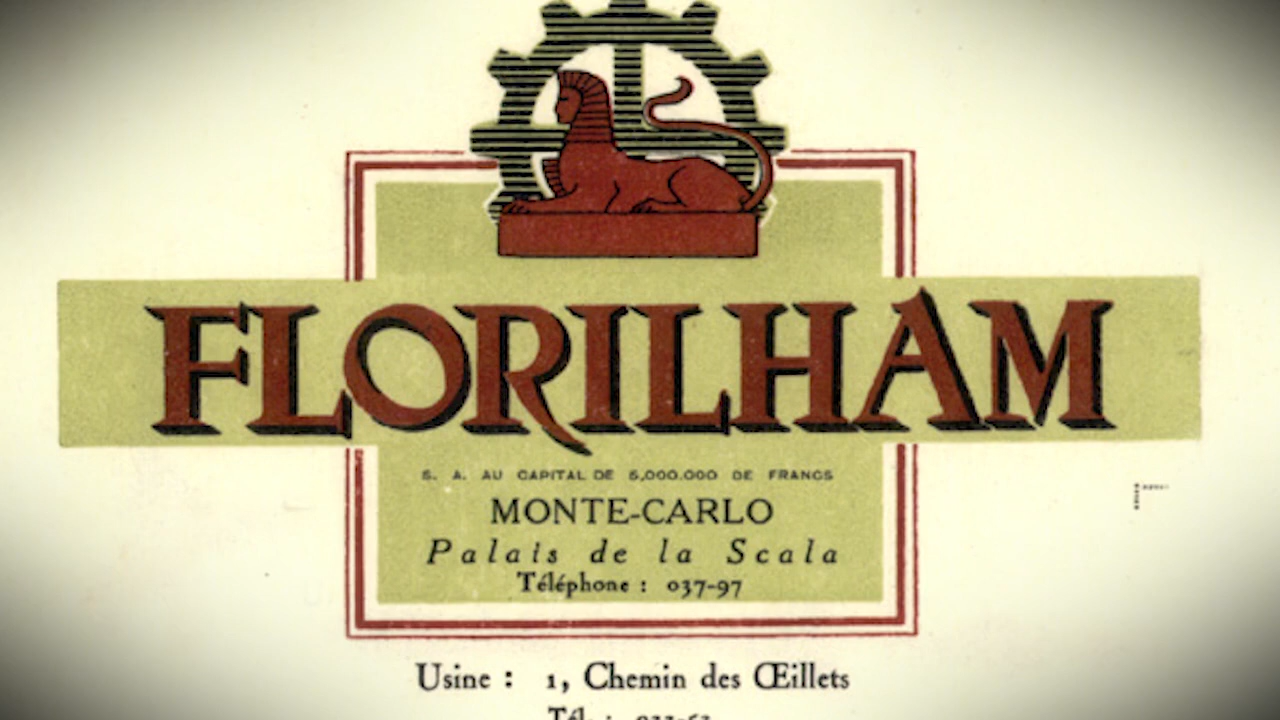 FLORILHAM
S. A. AU CAPITAL DE 5,000.000 DE FRANCS
MONTE-CARLO
Palais de la Scala
Téléphone : 037-97
Usine : 1, Chemin des Œillets
Tél. :